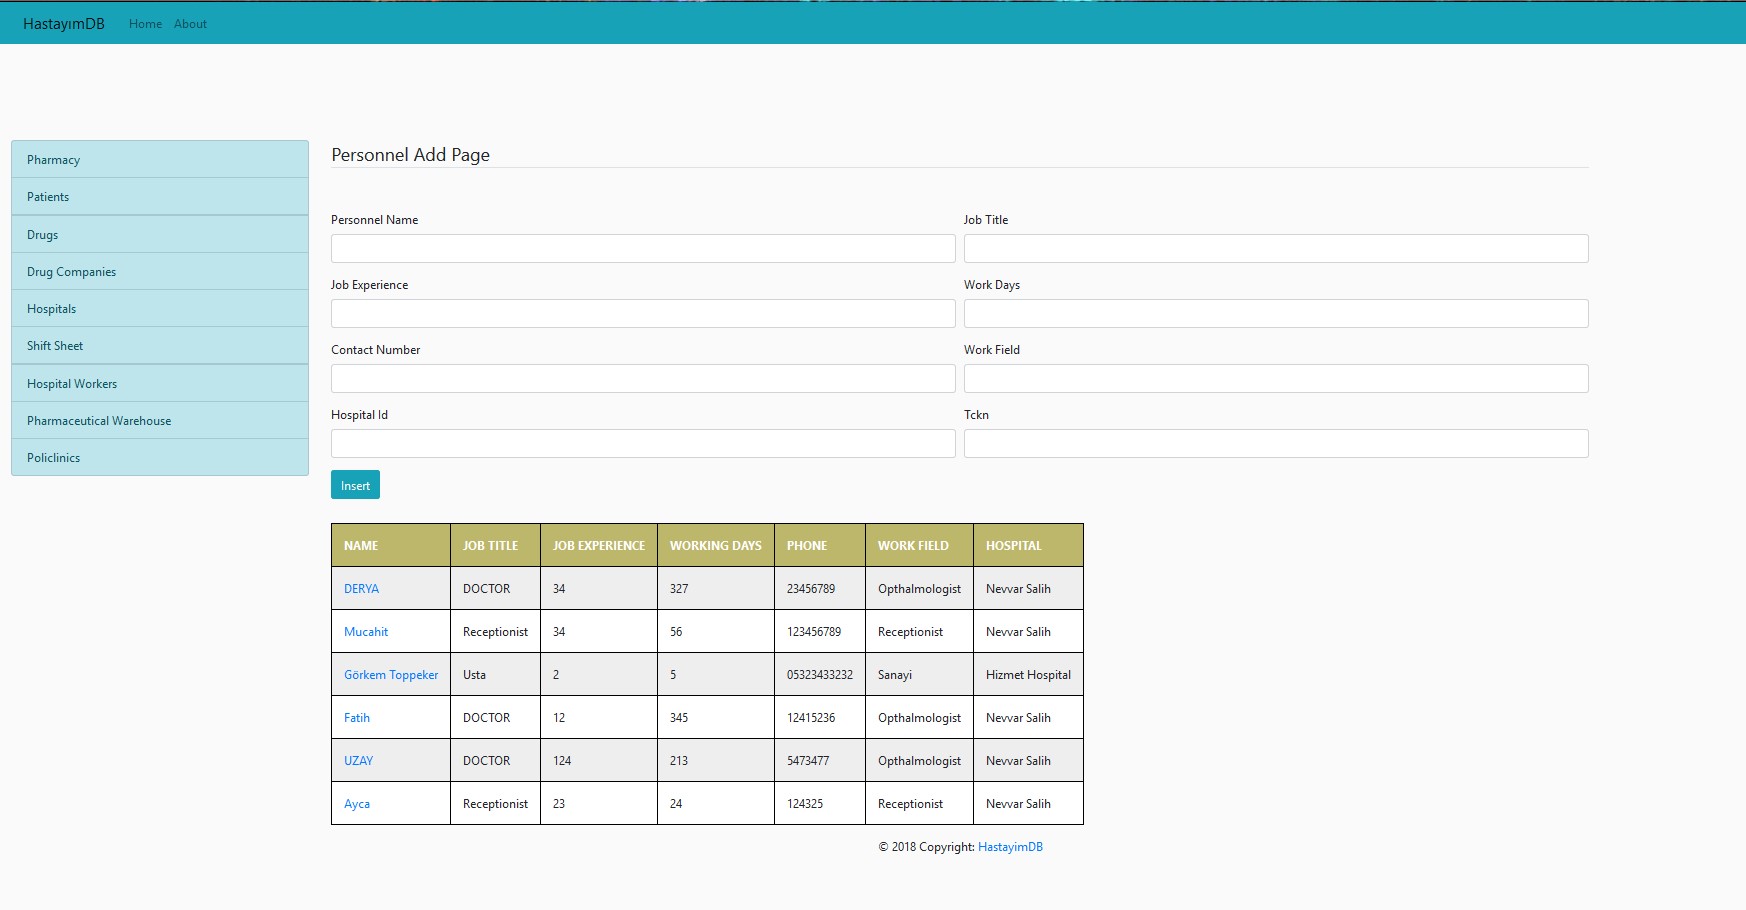 HastayımDB Home About
Pharmacy
Patients
Drugs
Drug Companies
Hospitals
Shift Sheet
Hospital Workers
Pharmaceutical Warehouse
Policlinics
Personnel Add Page
Personnel Name Job Title
Job Experience Work Days
Contact Number Work Field
Hospital Id Tckn
Insert
NAME JOB TITLE JOB EXPERIENCE WORKING DAYS PHONE WORK FIELD HOSPITAL
DERYA DOCTOR 34 327 23456789 Opthalmologist Nevvar Salih
Mucahit Receptionist 34 56 123456789 Receptionist Nevvar Salih
Görkem Toppeker Usta 2 5 05323433232 Sanayi Hizmet Hospital
Fatih DOCTOR 12 345 12415236 Opthalmologist Nevvar Salih
UZAY DOCTOR 124 213 5473477 Opthalmologist Nevvar Salih
Ayca Receptionist 23 24 124325 Receptionist Nevvar Salih
© 2018 Copyright: HastayimDB